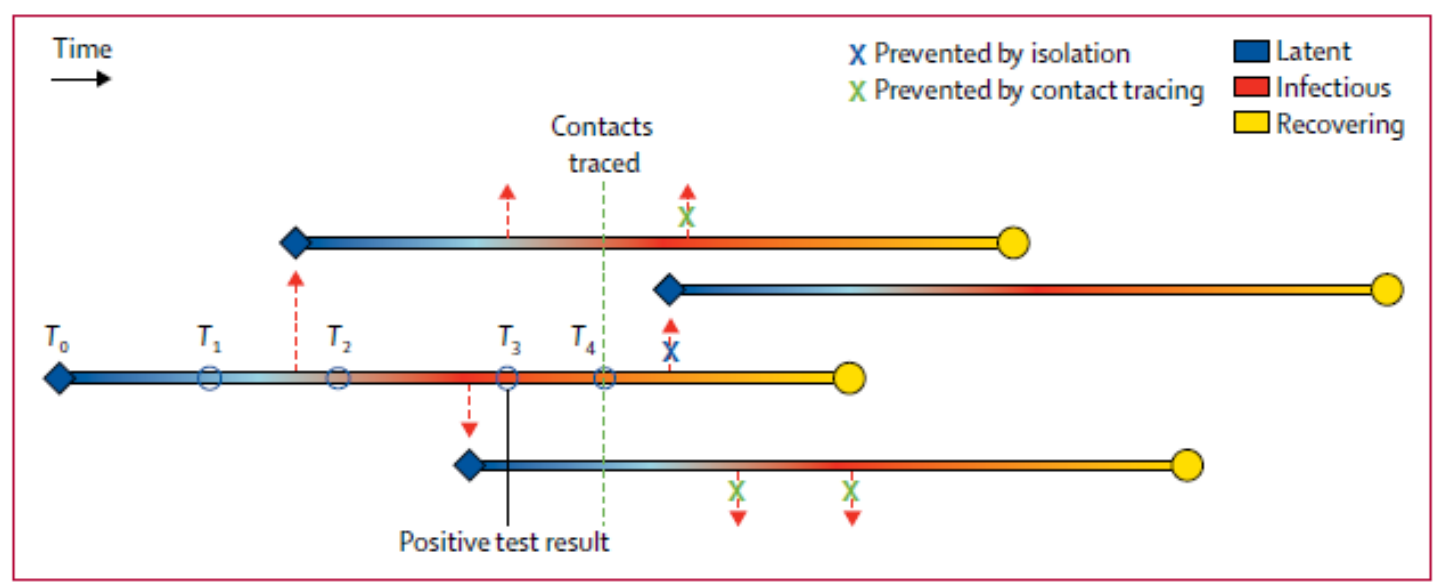 Time
X Prevented by isolation
X Prevented by contact tracing
Latent
Infectious
Recovering
Contacts
traced
X
T0
T1
T2
T3
T4
X
X
X
Positive test result